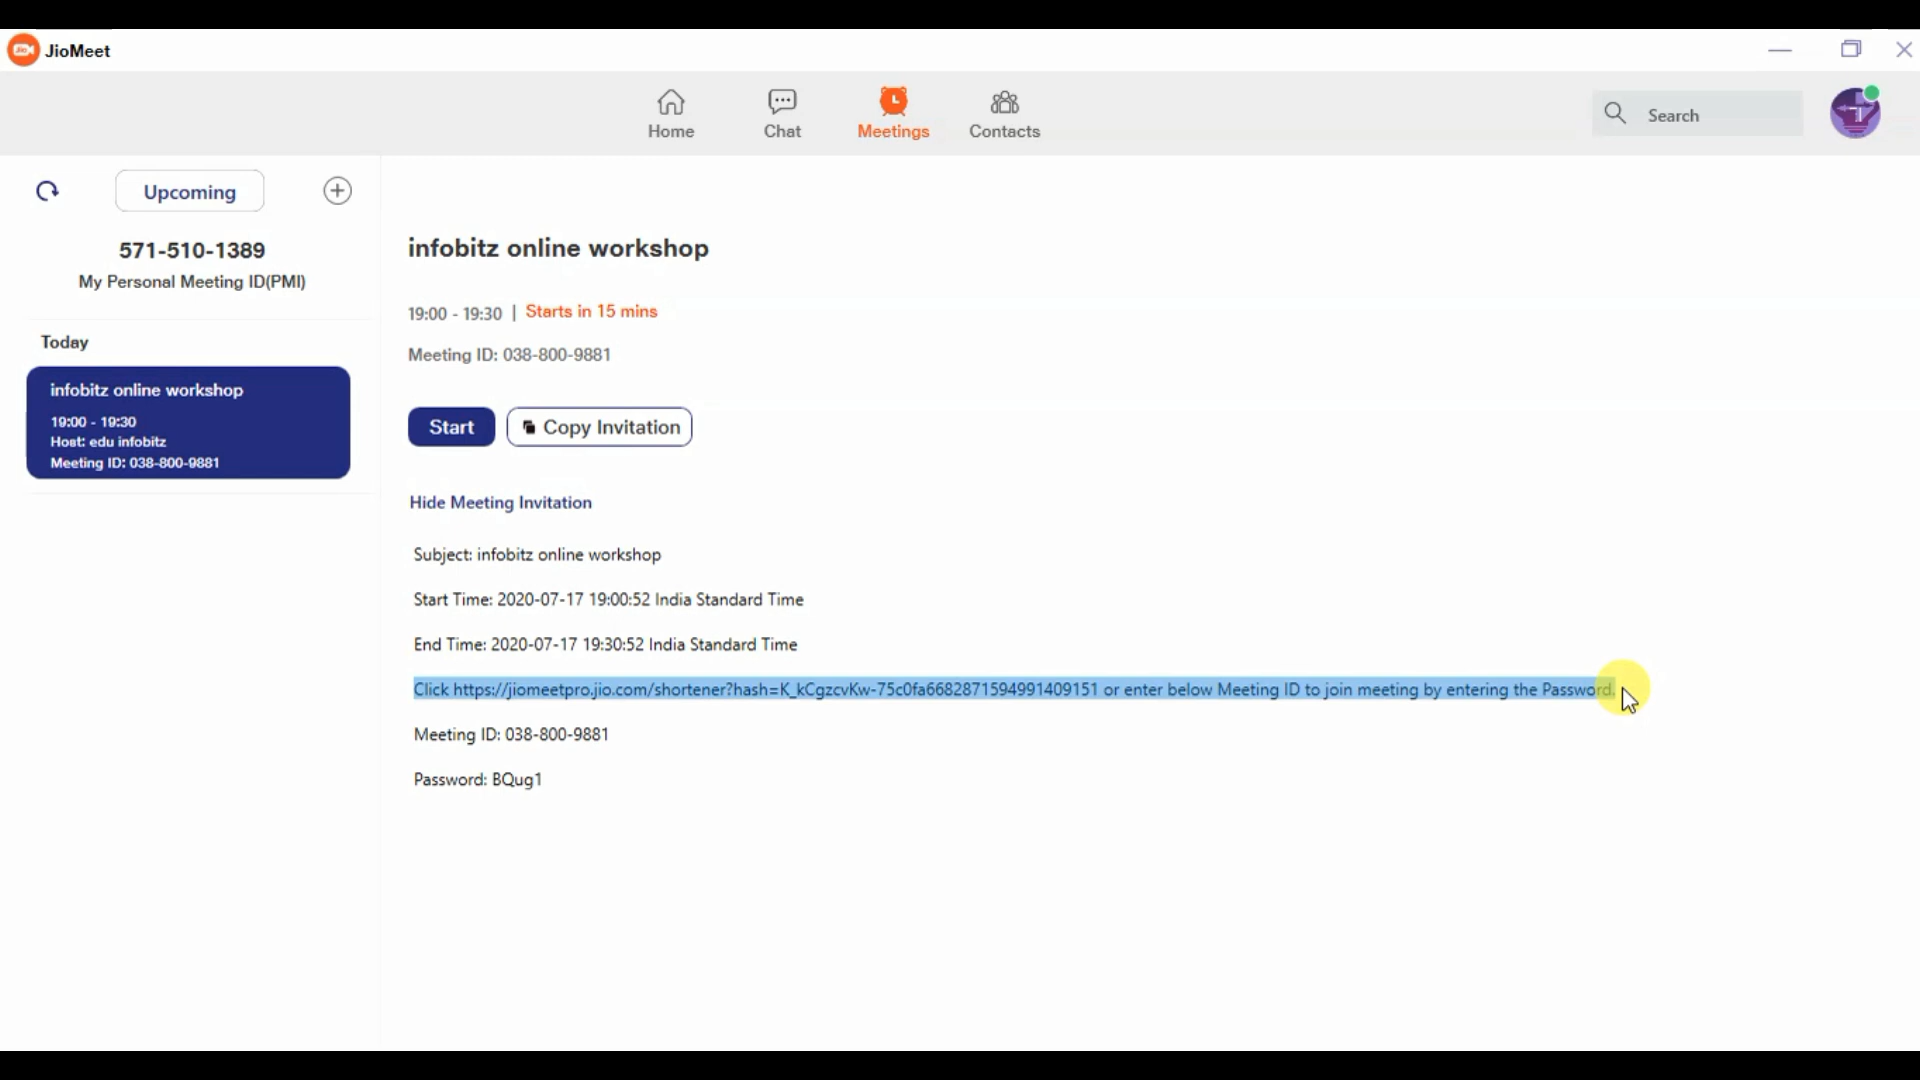 JioMeet
Home
Chat
Meetings
Contacts
Search
Upcoming
571-510-1389
My Personal Meeting ID(PMI)
Today
infobitz online workshop
19:00 - 19:30
Host: edu infobitz
Meeting ID: 038-800-9881
infobitz online workshop
19:00 - 19:30 | Starts in 15 mins
Meeting ID: 038-800-9881
Start
Copy Invitation
Hide Meeting Invitation
Subject: infobitz online workshop
Start Time: 2020-07-17 19:00:52 India Standard Time
End Time: 2020-07-17 19:30:52 India Standard Time
Click https://jiomeetpro.jio.com/shortener?hash=K_kCgzcvKw-75c0fa6682871594991409151 or enter below Meeting ID to join meeting by entering the Password.
Meeting ID: 038-800-9881
Password: BQug1